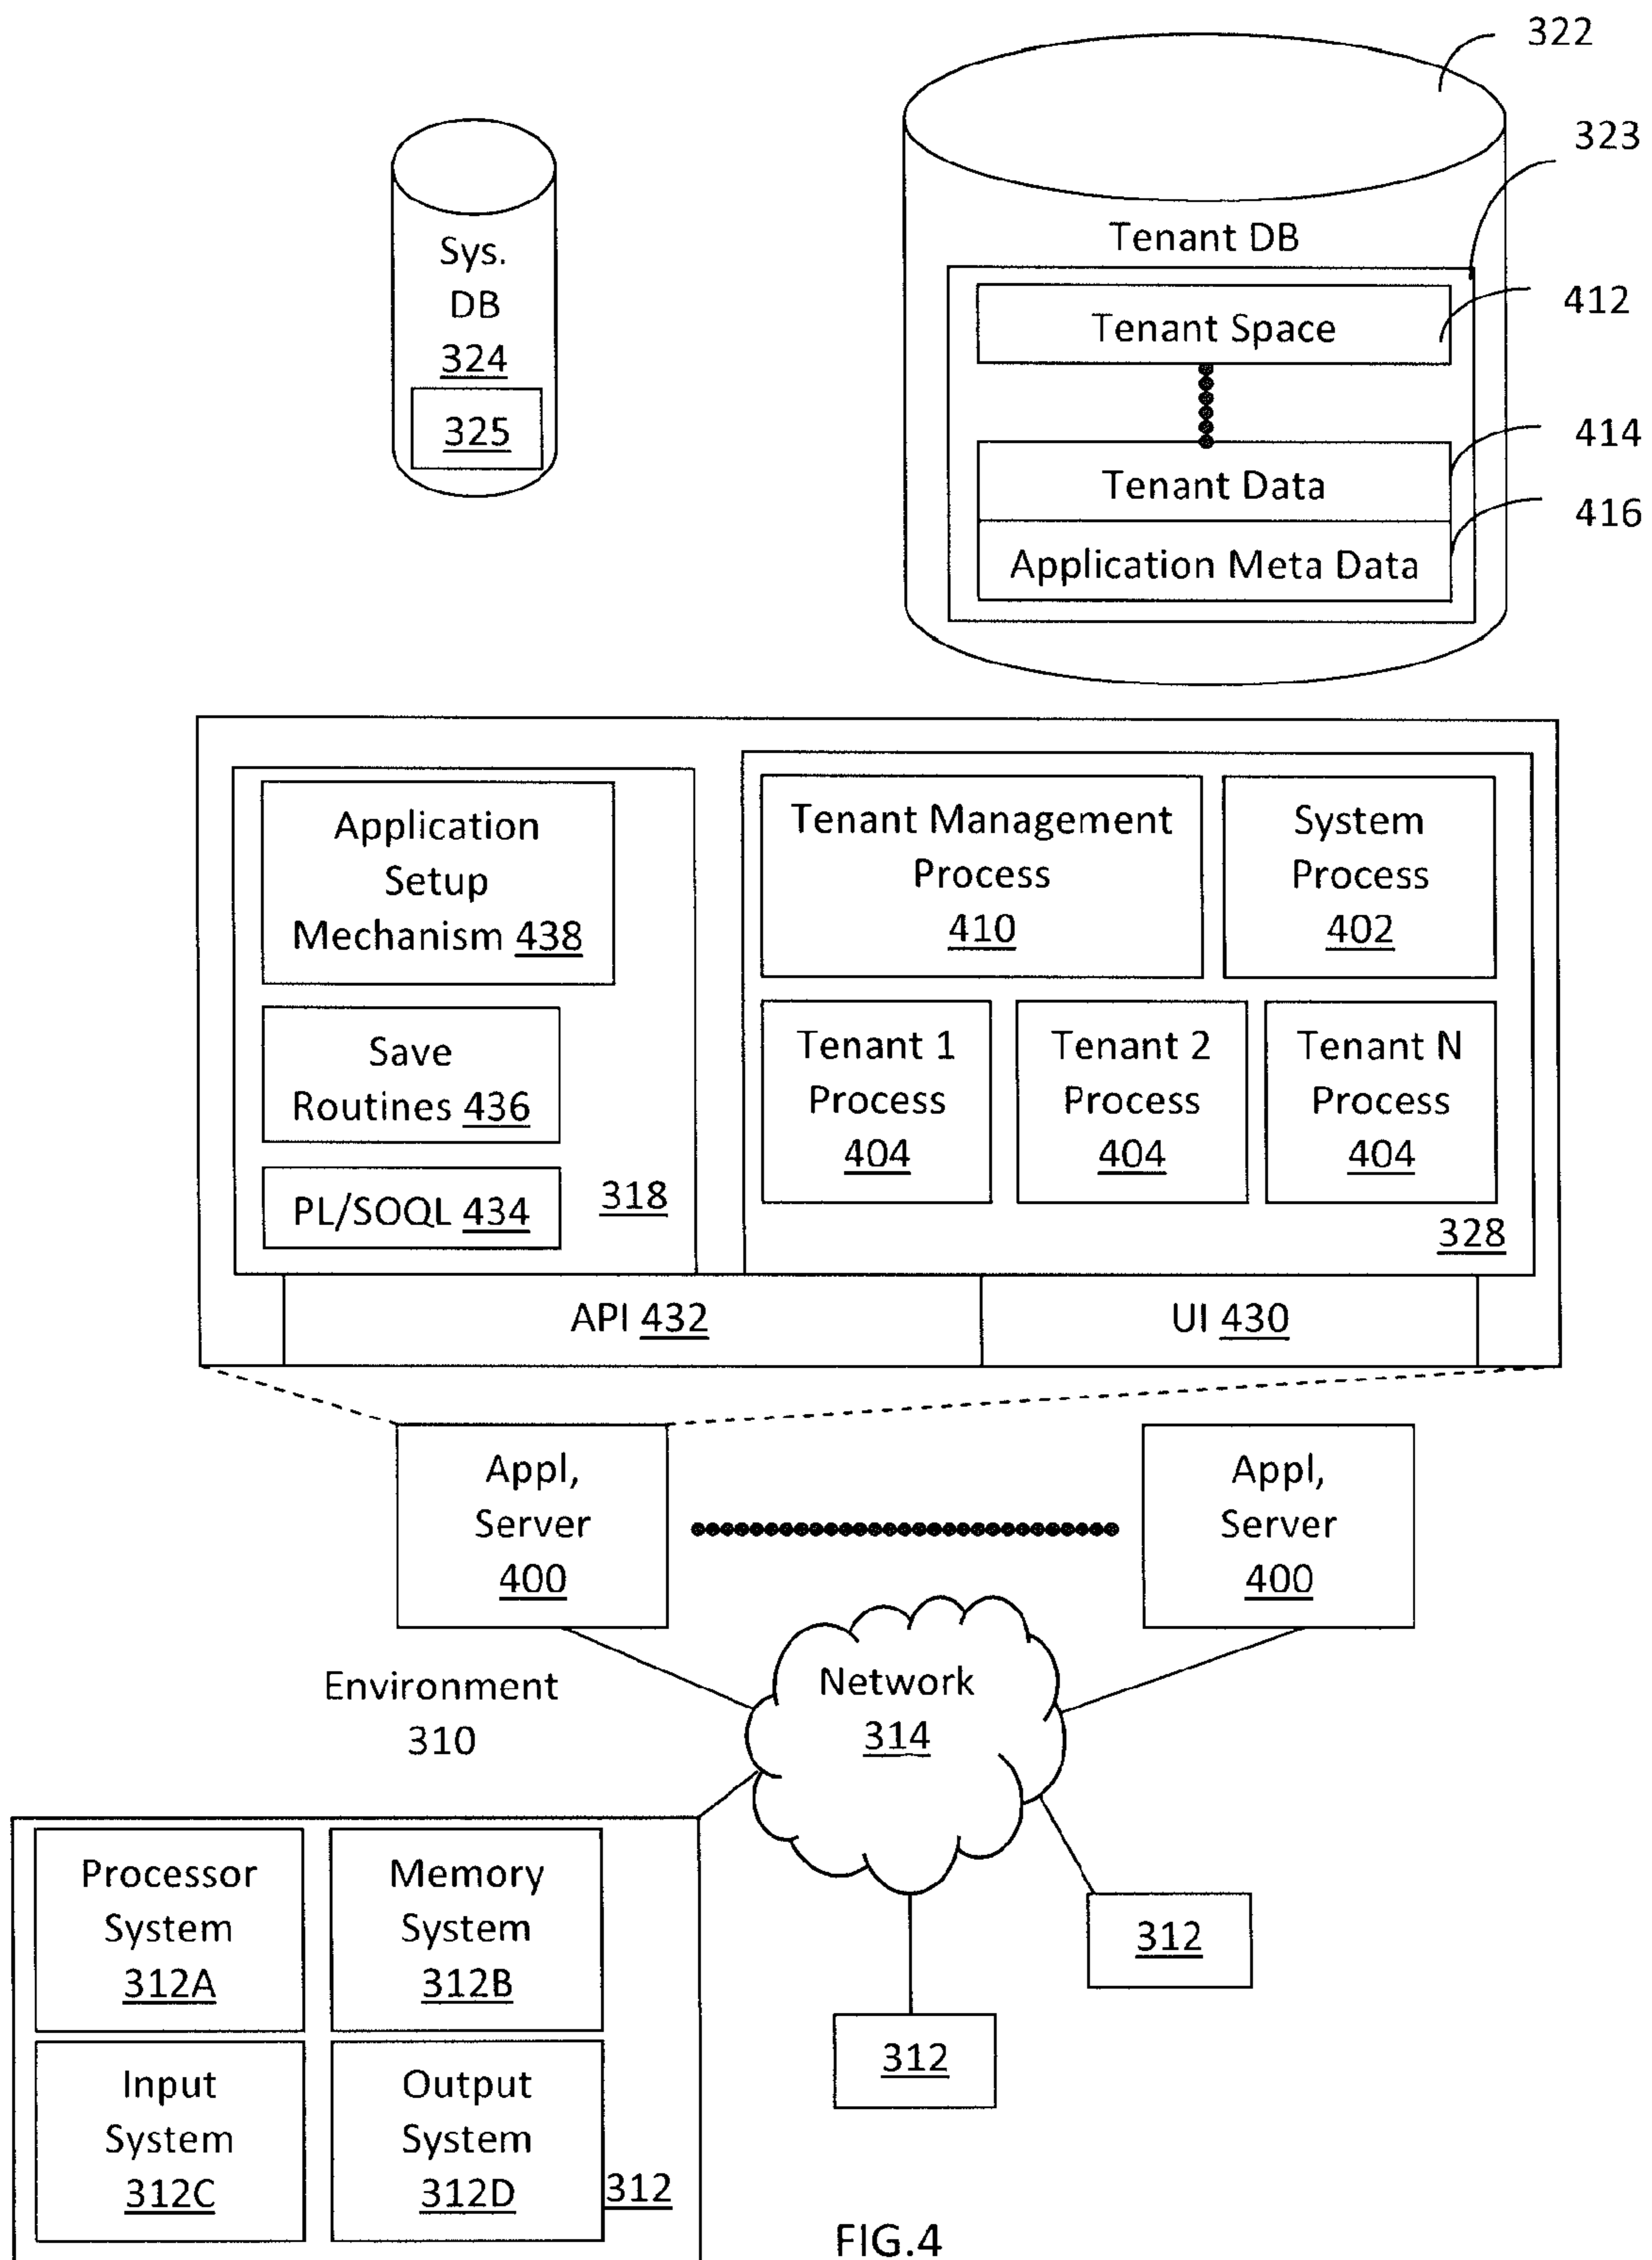 322
323
Tenant DB
Sys.
DB
324
325
Tenant Space
412
414
Tenant Data
416
Application Meta Data
Application
Setup
Mechanism 438
Save
Routines 436
PL/SOQL 434
318
Tenant Management
Process
410
System
Process
402
Tenant 1
Process
404
Tenant 2
Process
404
Tenant N
Process
404
328
API 432
UI 430
Appl,
Server
400
Appl,
Server
400
Environment
310
Network
314
Processor
System
312A
Memory
System
312B
Input
System
312C
Output
System
312D
312
312
312
FIG.4